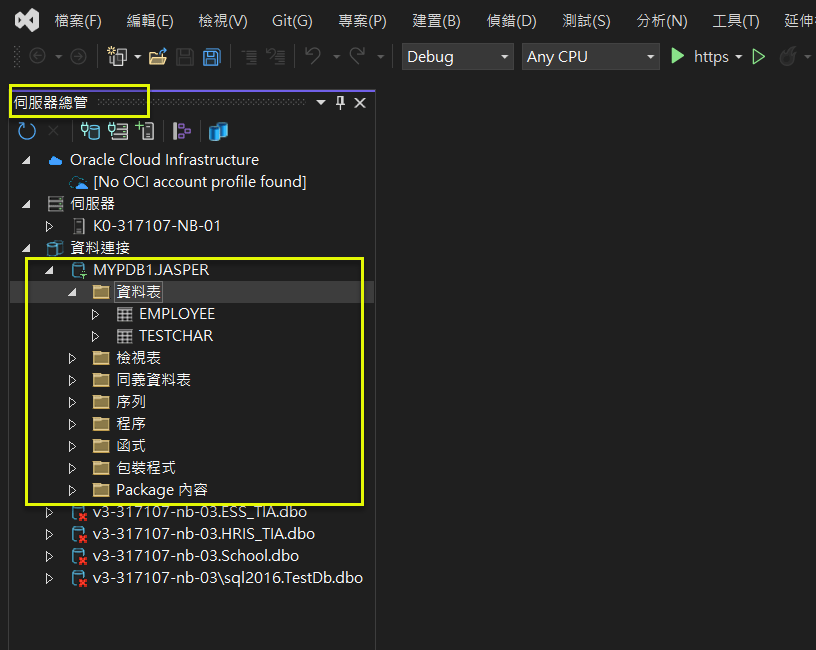 檔案(F) 編輯(E) 檢視(V) Git(G) 專案(P) 建置(B) 偵錯(D) 測試(S) 分析(N) 工具(T) 延伸
Debug Any CPU https
伺服器總管
Oracle Cloud Infrastructure
[No OCI account profile found]
伺服器
K0-317107-NB-01
資料連接
MYPDB1.JASPER
資料表
EMPLOYEE
TESTCHAR
檢視表
同義資料表
序列
程序
函式
包裝程式
Package 內容
v3-317107-nb-03.ESS_TIA.dbo
v3-317107-nb-03.HRIS_TIA.dbo
v3-317107-nb-03.School.dbo
v3-317107-nb-03\sql2016.TestDb.dbo